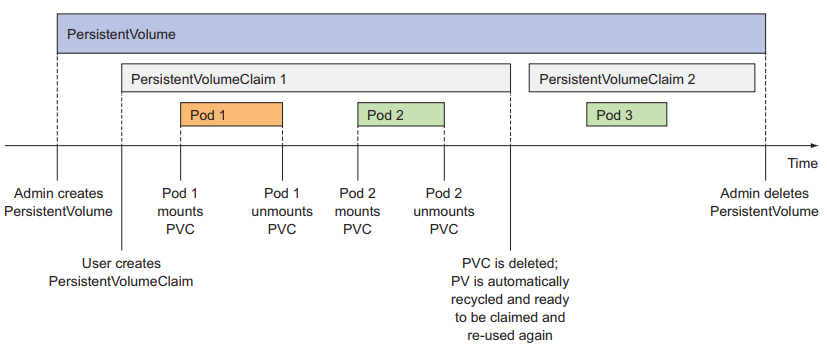 PersistentVolume
PersistentVolumeClaim 1
PersistentVolumeClaim 2
Pod 1
Pod 2
Pod 3
Time
Admin creates
PersistentVolume
Pod 1
mounts
PVC
Pod 1
unmounts
PVC
Pod 2
mounts
PVC
Pod 2
unmounts
PVC
Admin deletes
PersistentVolume
User creates
PersistentVolumeClaim
PVC is deleted;
PV is automatically
recycled and ready
to be claimed and
re-used again